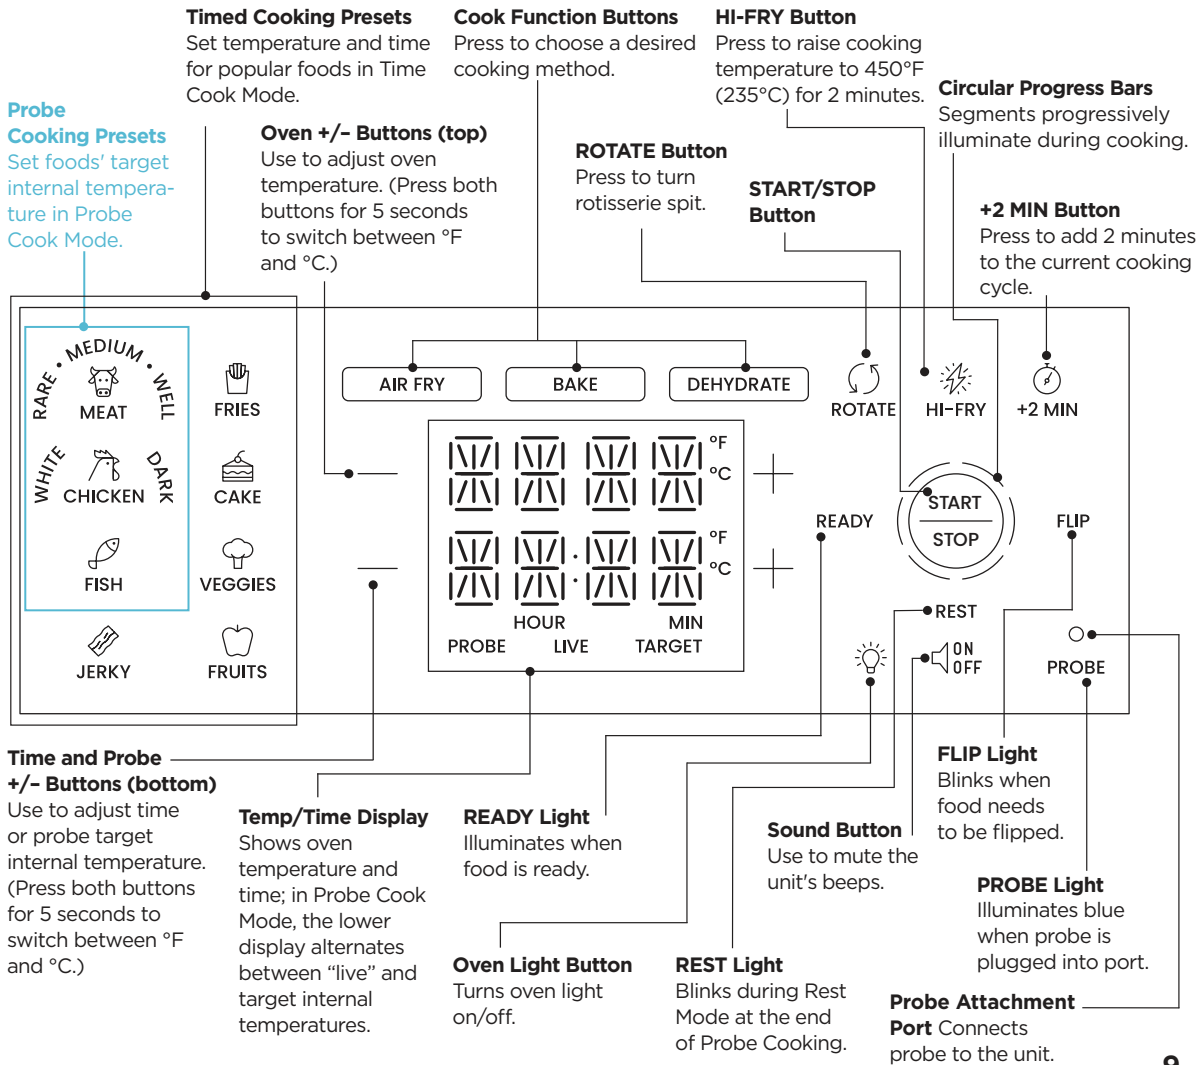 Timed Cooking Presets
Set temperature and time
for popular foods in Time
Cook Mode.
Cook Function Buttons
Press to choose a desired
cooking method.
HI-FRY Button
Press to raise cooking
temperature to 450°F
(235°C) for 2 minutes.
Circular Progress Bars
Segments progressively
illuminate during cooking.
Probe
Cooking Presets
Set foods' target
internal tempera-
ture in Probe
Cook Mode.
Oven +/– Buttons (top)
Use to adjust oven
temperature. (Press both
buttons for 5 seconds
to switch between °F
and °C.)
ROTATE Button
Press to turn
rotisserie spit.
START/STOP
Button
+2 MIN Button
Press to add 2 minutes
to the current cooking
cycle.
RARE • MEDIUM • WELL
MEAT
FRIES
WHITE
DARK
CHICKEN
CAKE
FISH
VEGGIES
JERKY
FRUITS
AIR FRY
BAKE
DEHYDRATE
°F
°C
°F
°C
HOUR
MIN
PROBE
LIVE
TARGET
ROTATE
HI-FRY
+2 MIN
READY
START
STOP
FLIP
REST
ON
OFF
PROBE
Time and Probe
+/– Buttons (bottom)
Use to adjust time
or probe target
internal temperature.
(Press both buttons
for 5 seconds to
switch between °F
and °C.)
Temp/Time Display
Shows oven
temperature and
time; in Probe Cook
Mode, the lower
display alternates
between “live” and
target internal
temperatures.
READY Light
Illuminates when
food is ready.
Oven Light Button
Turns oven light
on/off.
REST Light
Blinks during Rest
Mode at the end
of Probe Cooking.
Sound Button
Use to mute the
unit's beeps.
FLIP Light
Blinks when
food needs
to be flipped.
PROBE Light
Illuminates blue
when probe is
plugged into port.
Probe Attachment
Port Connects
probe to the unit.